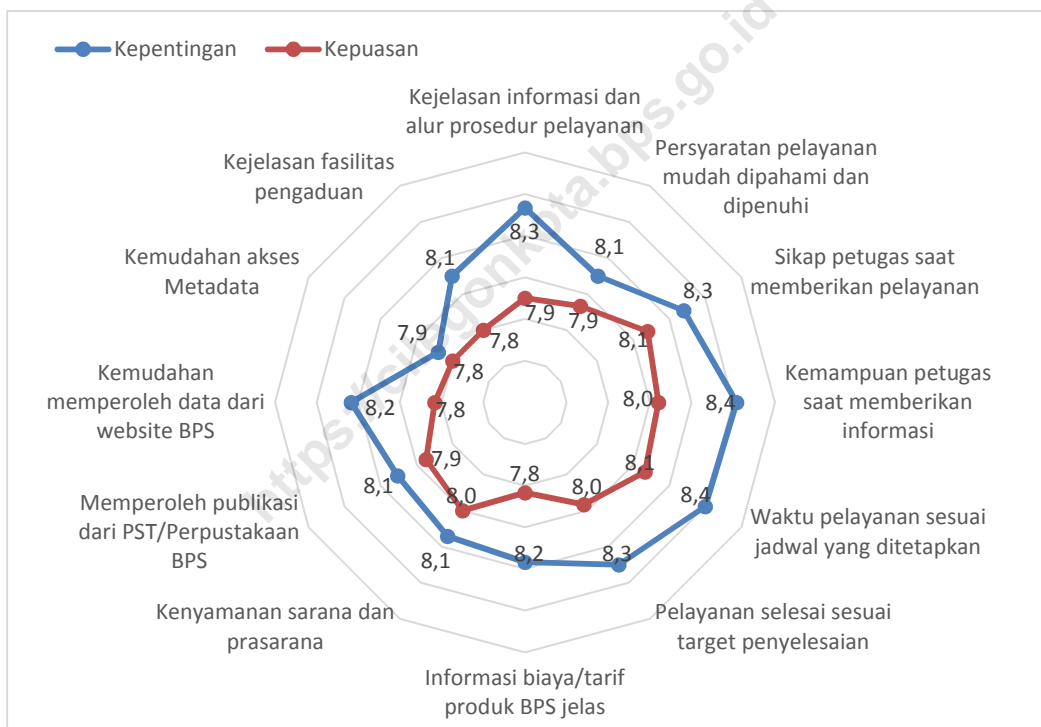 Kepentingan
Kepuasan
Kejelasan informasi dan
alur prosedur pelayanan
Persyaratan pelayanan
mudah dipahami dan
dipenuhi
Sikap petugas saat
memberikan pelayanan
Kemampuan petugas
saat memberikan
informasi
Waktu pelayanan sesuai
jadwal yang ditetapkan
Pelayanan selesai sesuai
target penyelesaian
Informasi biaya/tarif
produk BPS jelas
Kenyamanan sarana dan
prasarana
Memperoleh publikasi
dari PST/Perpustakaan
BPS
Kemudahan
memperoleh data dari
website BPS
Kemudahan akses
Metadata
Kejelasan fasilitas
pengaduan
8,3
8,1
8,3
8,4
8,4
8,3
8,2
8,1
8,1
8,2
7,9
8,1
7,9
7,9
8,1
8,0
8,1
8,0
7,8
8,0
7,9
7,8
7,8
7,8
https://cilegonkota.bps.go.id